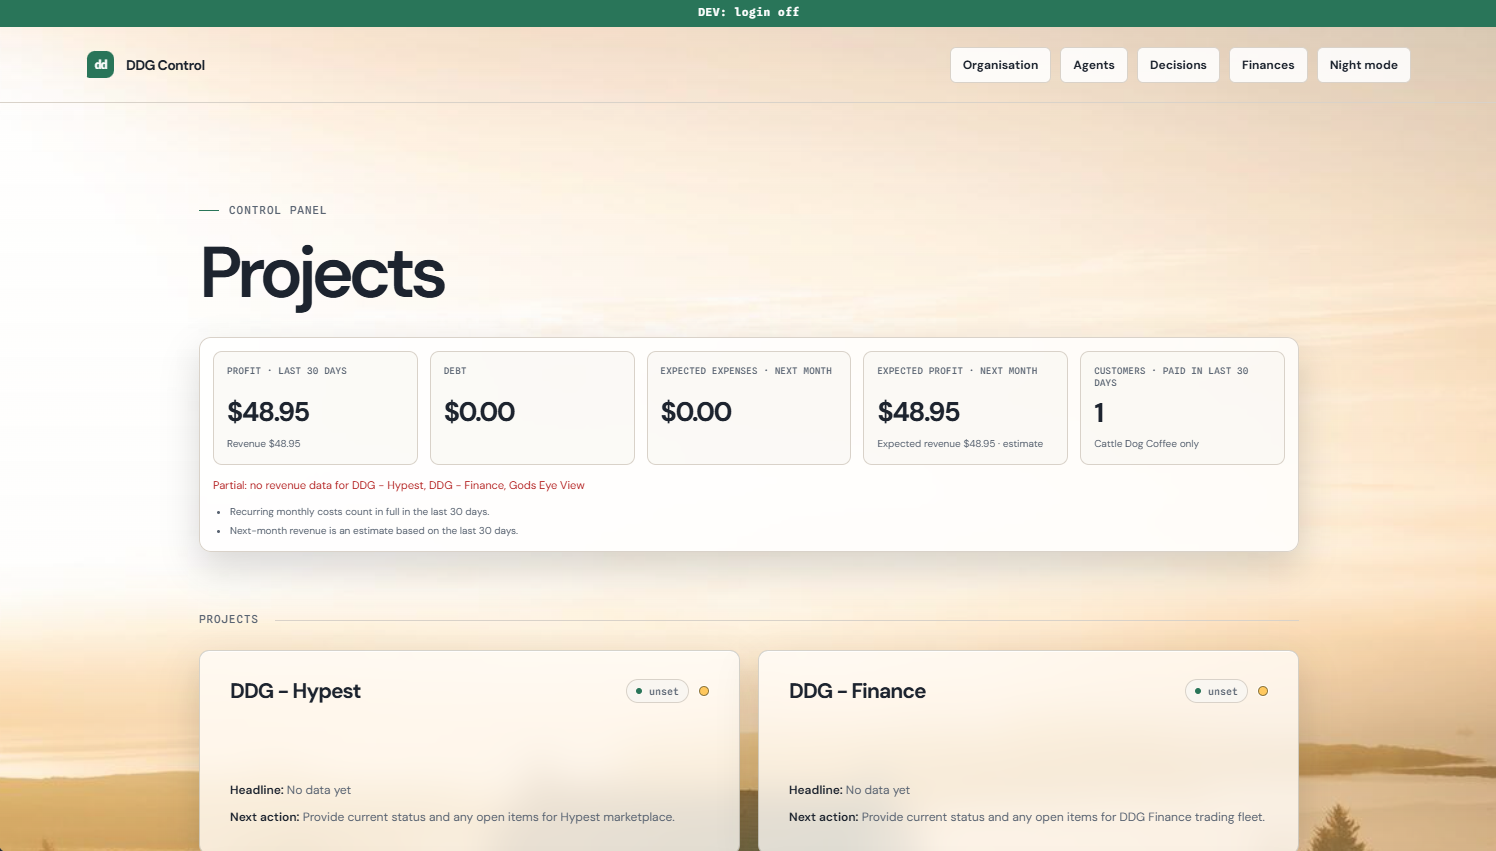 DEV: login off
dd
DDG Control
Organisation
Agents
Decisions
Finances
Night mode
CONTROL PANEL
Projects
PROFIT · LAST 30 DAYS
$48.95
Revenue $48.95
DEBT
$0.00
EXPECTED EXPENSES · NEXT MONTH
$0.00
EXPECTED PROFIT · NEXT MONTH
$48.95
Expected revenue $48.95 · estimate
CUSTOMERS · PAID IN LAST 30
DAYS
1
Cattle Dog Coffee only
Partial: no revenue data for DDG - Hypest, DDG - Finance, Gods Eye View
• Recurring monthly costs count in full in the last 30 days.
• Next-month revenue is an estimate based on the last 30 days.
PROJECTS
DDG - Hypest
unset
Headline: No data yet
Next action: Provide current status and any open items for Hypest marketplace.
DDG - Finance
unset
Headline: No data yet
Next action: Provide current status and any open items for DDG Finance trading fleet.